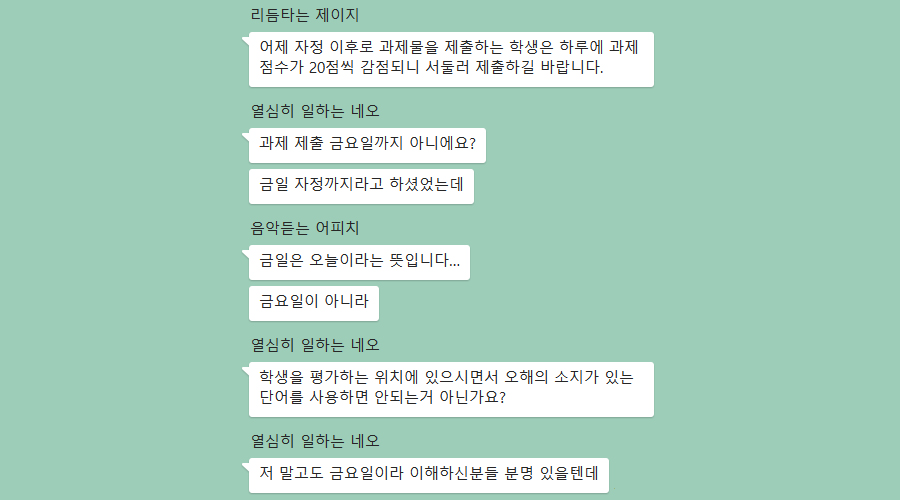 리듬타는 제이지
어제 자정 이후로 과제물을 제출하는 학생은 하루에 과제
점수가 20점씩 감점되니 서둘러 제출하길 바랍니다.
열심히 일하는 네오
과제 제출 금요일까지 아니에요?
금일 자정까지라고 하셨었는데
음악듣는 어피치
금일은 오늘이라는 뜻입니다...
금요일이 아니라
열심히 일하는 네오
학생을 평가하는 위치에 있으시면서 오해의 소지가 있는
단어를 사용하면 안되는거 아닌가요?
열심히 일하는 네오
저 말고도 금요일이라 이해하신분들 분명 있을텐데